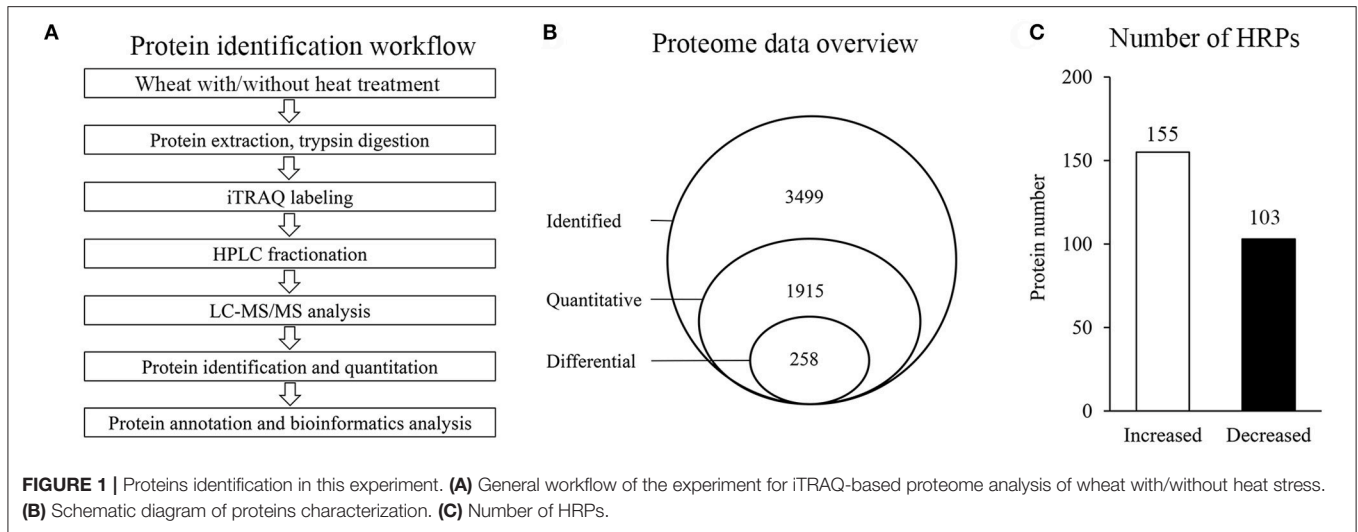 A
Protein identification workflow
Wheat with/without heat treatment
Protein extraction, trypsin digestion
iTRAQ labeling
HPLC fractionation
LC-MS/MS analysis
Protein identification and quantitation
Protein annotation and bioinformatics analysis
B
Proteome data overview
Identified
3499
Quantitative
1915
Differential
258
C
Number of HRPs
Protein number
200
150
100
50
0
155
103
Increased
Decreased
FIGURE 1 | Proteins identification in this experiment. (A) General workflow of the experiment for iTRAQ-based proteome analysis of wheat with/without heat stress.
(B) Schematic diagram of proteins characterization. (C) Number of HRPs.